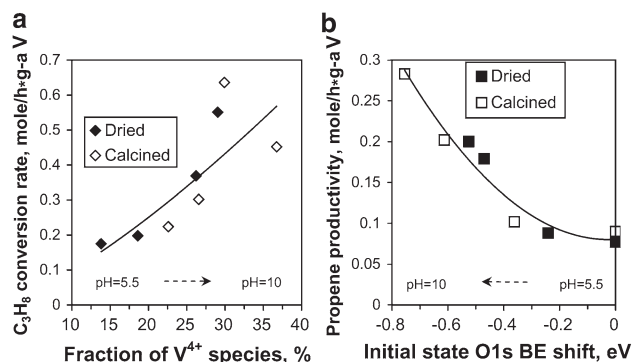 a
C₃H₈ conversion rate, mole/h*g-a V
0.7
0.6
0.5
0.4
0.3
0.2
0.1
0
Dried
Calcined
pH=5.5
pH=10
10
15
20
25
30
35
40
Fraction of V⁴⁺ species, %
b
Propene productivity, mole/h*g-a V
0.3
0.25
0.2
0.15
0.1
0.05
0
Dried
Calcined
pH=10
pH=5.5
-0.8
-0.6
-0.4
-0.2
0
Initial state O1s BE shift, eV